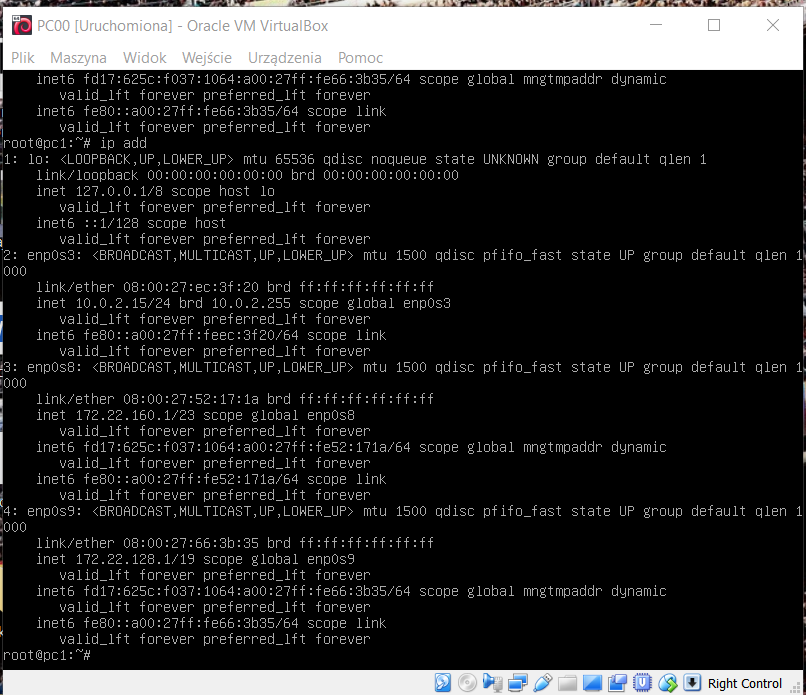 PC00 [Uruchomiona] - Oracle VM VirtualBox
Plik Maszyna Widok Wejście Urządzenia Pomoc
inet6 fd17:625c:f037:1064:a00:27ff:fe66:3b35/64 scope global mngtmpaddr dynamic
valid_lft forever preferred_lft forever
inet6 fe80::a00:27ff:fe66:3b35/64 scope link
valid_lft forever preferred_lft forever
root@pc1:~# ip add
1: lo: <LOOPBACK,UP,LOWER_UP> mtu 65536 qdisc noqueue state UNKNOWN group default qlen 1
link/loopback 00:00:00:00:00:00 brd 00:00:00:00:00:00
inet 127.0.0.1/8 scope host lo
valid_lft forever preferred_lft forever
inet6 ::1/128 scope host
valid_lft forever preferred_lft forever
2: enp0s3: <BROADCAST,MULTICAST,UP,LOWER_UP> mtu 1500 qdisc pfifo_fast state UP group default qlen 1
000
link/ether 08:00:27:ec:3f:20 brd ff:ff:ff:ff:ff:ff
inet 10.0.2.15/24 brd 10.0.2.255 scope global enp0s3
valid_lft forever preferred_lft forever
inet6 fe80::a00:27ff:feec:3f20/64 scope link
valid_lft forever preferred_lft forever
3: enp0s8: <BROADCAST,MULTICAST,UP,LOWER_UP> mtu 1500 qdisc pfifo_fast state UP group default qlen 1
000
link/ether 08:00:27:52:17:1a brd ff:ff:ff:ff:ff:ff
inet 172.22.160.1/23 scope global enp0s8
valid_lft forever preferred_lft forever
inet6 fd17:625c:f037:1064:a00:27ff:fe52:171a/64 scope global mngtmpaddr dynamic
valid_lft forever preferred_lft forever
inet6 fe80::a00:27ff:fe52:171a/64 scope link
valid_lft forever preferred_lft forever
4: enp0s9: <BROADCAST,MULTICAST,UP,LOWER_UP> mtu 1500 qdisc pfifo_fast state UP group default qlen 1
000
link/ether 08:00:27:66:3b:35 brd ff:ff:ff:ff:ff:ff
inet 172.22.128.1/19 scope global enp0s9
valid_lft forever preferred_lft forever
inet6 fd17:625c:f037:1064:a00:27ff:fe66:3b35/64 scope global mngtmpaddr dynamic
valid_lft forever preferred_lft forever
inet6 fe80::a00:27ff:fe66:3b35/64 scope link
valid_lft forever preferred_lft forever
root@pc1:~#
Right Control